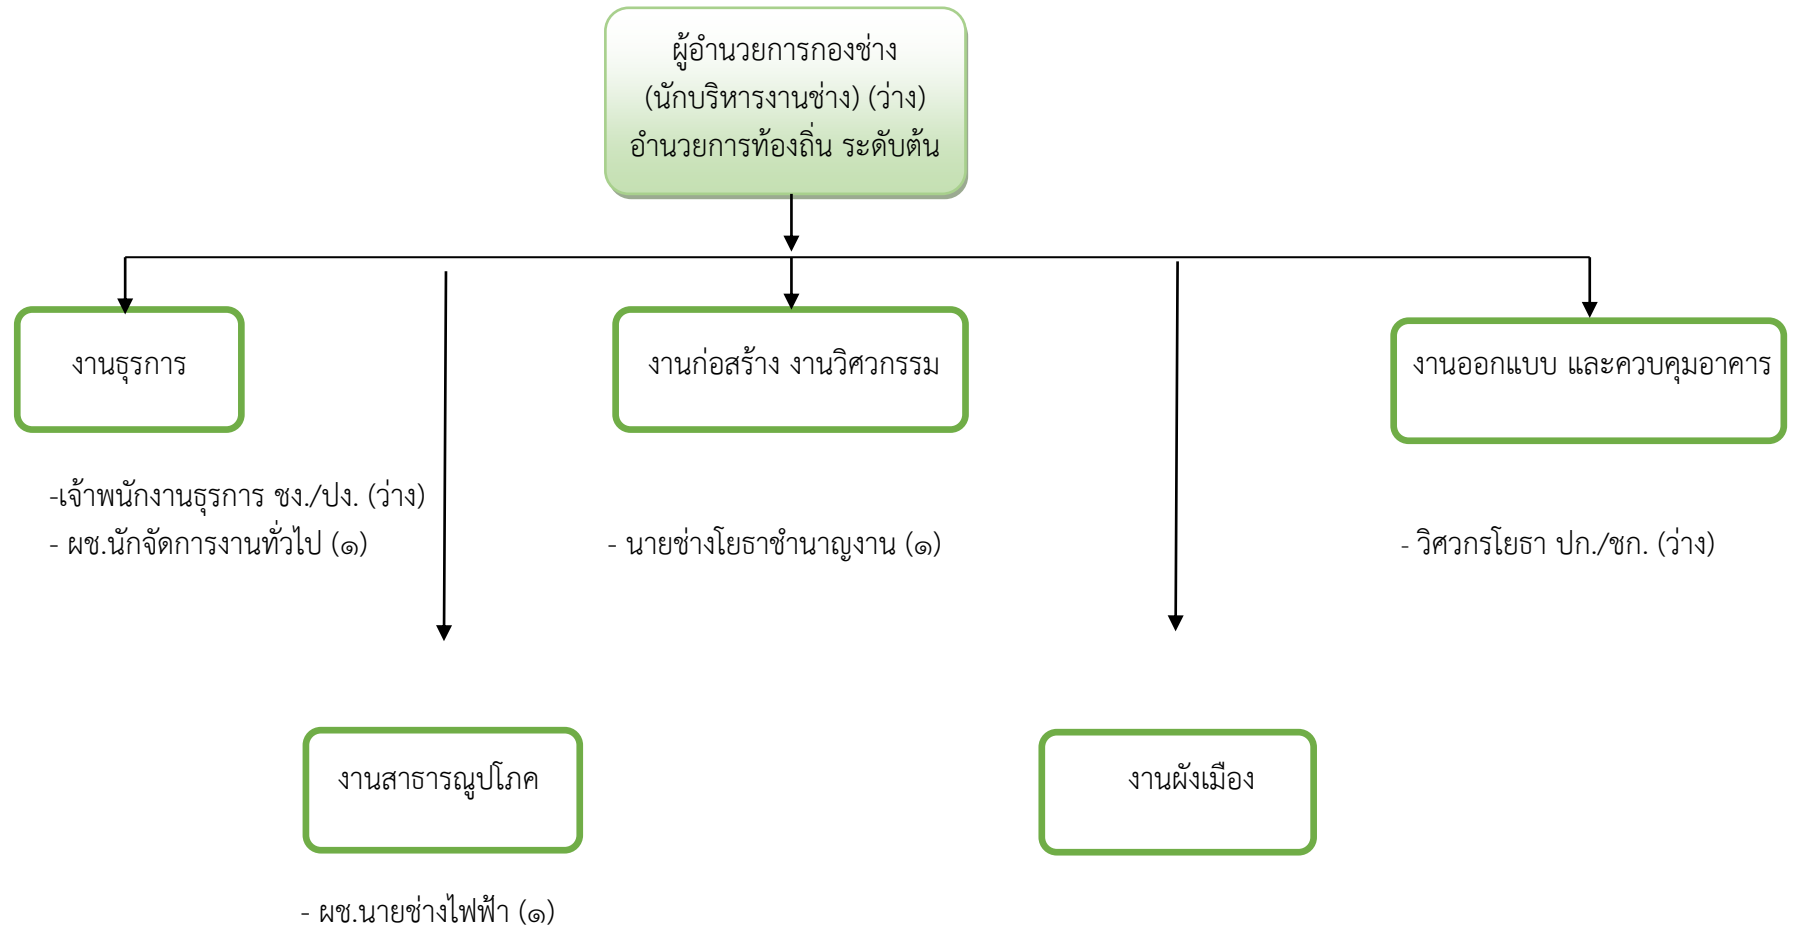 ผู้อำนวยการกองช่าง
(นักบริหารงานช่าง) (ว่าง)
อำนวยการท้องถิ่น ระดับต้น
งานธุรการ
งานก่อสร้าง งานวิศวกรรม
งานออกแบบ และควบคุมอาคาร
-เจ้าพนักงานธุรการ ชง./ปง. (ว่าง)
- ผช.นักจัดการงานทั่วไป (๑)
- นายช่างโยธาชำนาญงาน (๑)
- วิศวกรโยธา ปก./ชก. (ว่าง)
งานสาธารณูปโภค
งานผังเมือง
- ผช.นายช่างไฟฟ้า (๑)